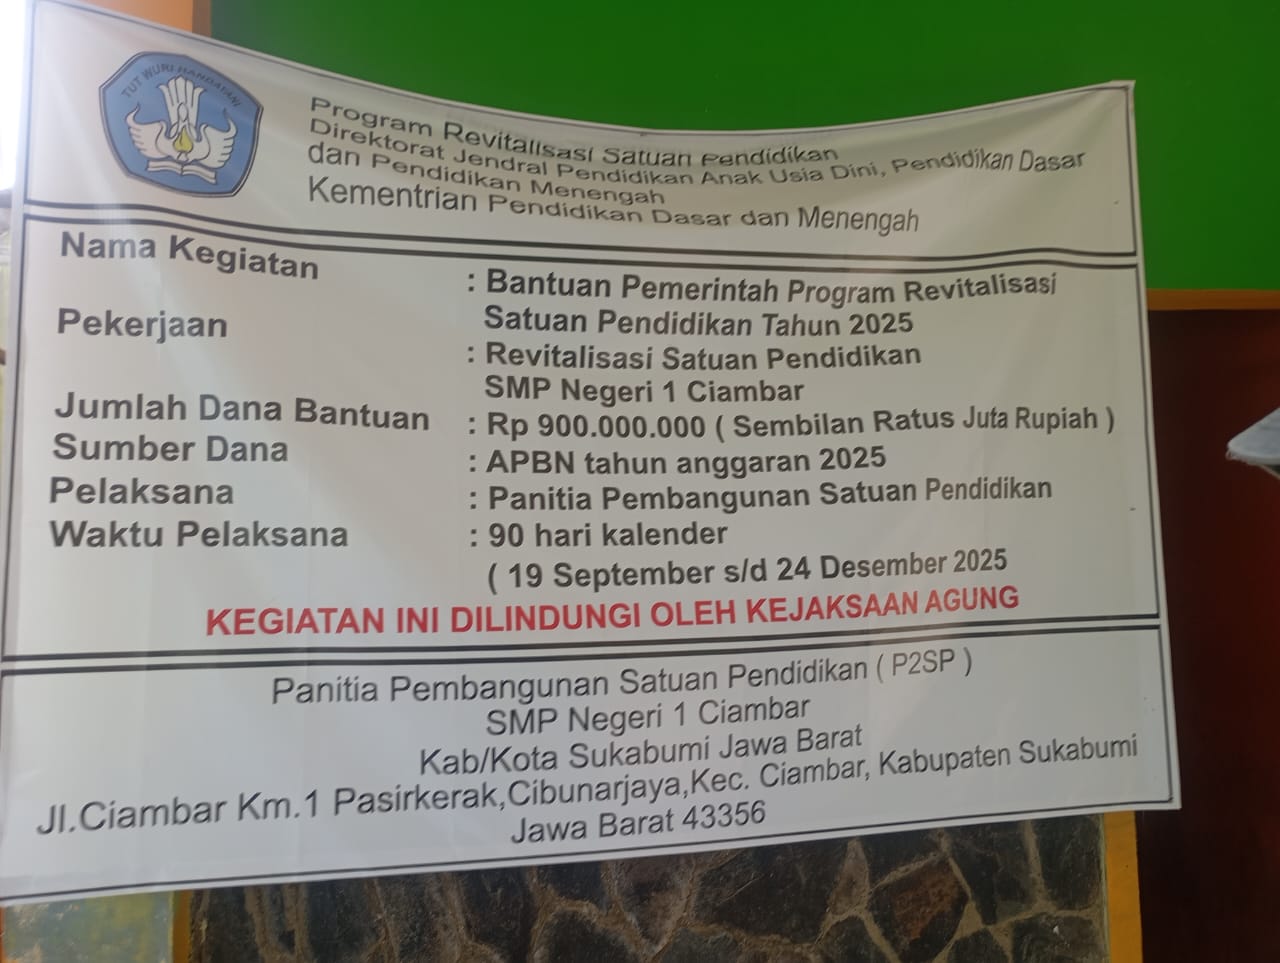 TUT WURI HANDAYANI
Program Revitalisasi Satuan Pendidikan
Direktorat Jendral Pendidikan Anak Usia Dini, Pendidikan Dasar
dan Pendidikan Menengah
Kementrian Pendidikan Dasar dan Menengah
Nama Kegiatan : Bantuan Pemerintah Program Revitalisasi
Satuan Pendidikan Tahun 2025
Pekerjaan : Revitalisasi Satuan Pendidikan
SMP Negeri 1 Ciambar
Jumlah Dana Bantuan : Rp 900.000.000 ( Sembilan Ratus Juta Rupiah )
Sumber Dana : APBN tahun anggaran 2025
Pelaksana : Panitia Pembangunan Satuan Pendidikan
Waktu Pelaksana : 90 hari kalender
( 19 September s/d 24 Desember 2025
KEGIATAN INI DILINDUNGI OLEH KEJAKSAAN AGUNG
Panitia Pembangunan Satuan Pendidikan ( P2SP )
SMP Negeri 1 Ciambar
Kab/Kota Sukabumi Jawa Barat
Jl.Ciambar Km.1 Pasirkerak,Cibunarjaya,Kec. Ciambar, Kabupaten Sukabumi
Jawa Barat 43356